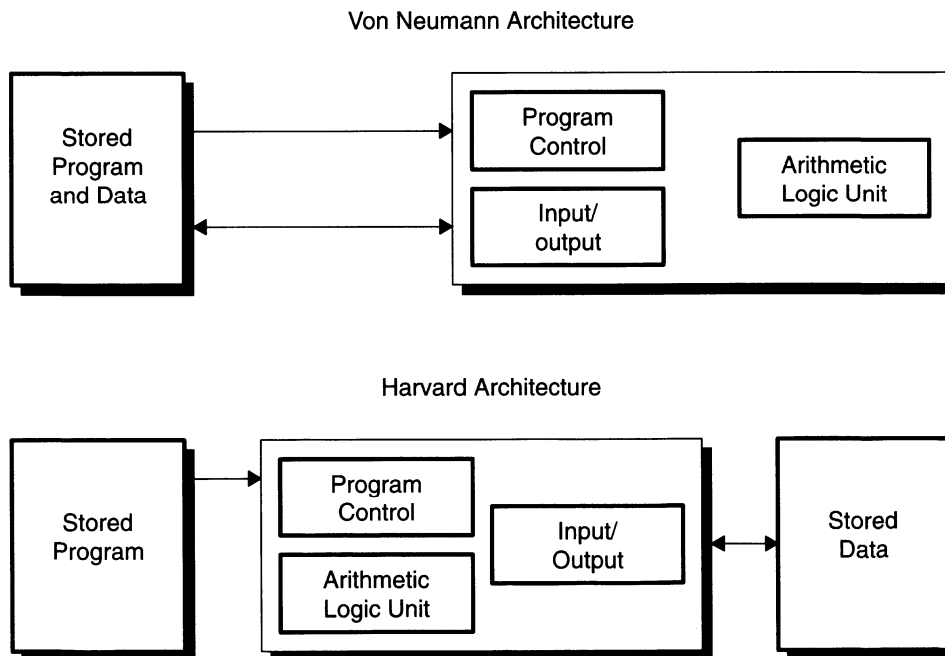 Von Neumann Architecture
Stored
Program
and Data
Program
Control
Input/
output
Arithmetic
Logic Unit
Harvard Architecture
Stored
Program
Program
Control
Arithmetic
Logic Unit
Input/
Output
Stored
Data